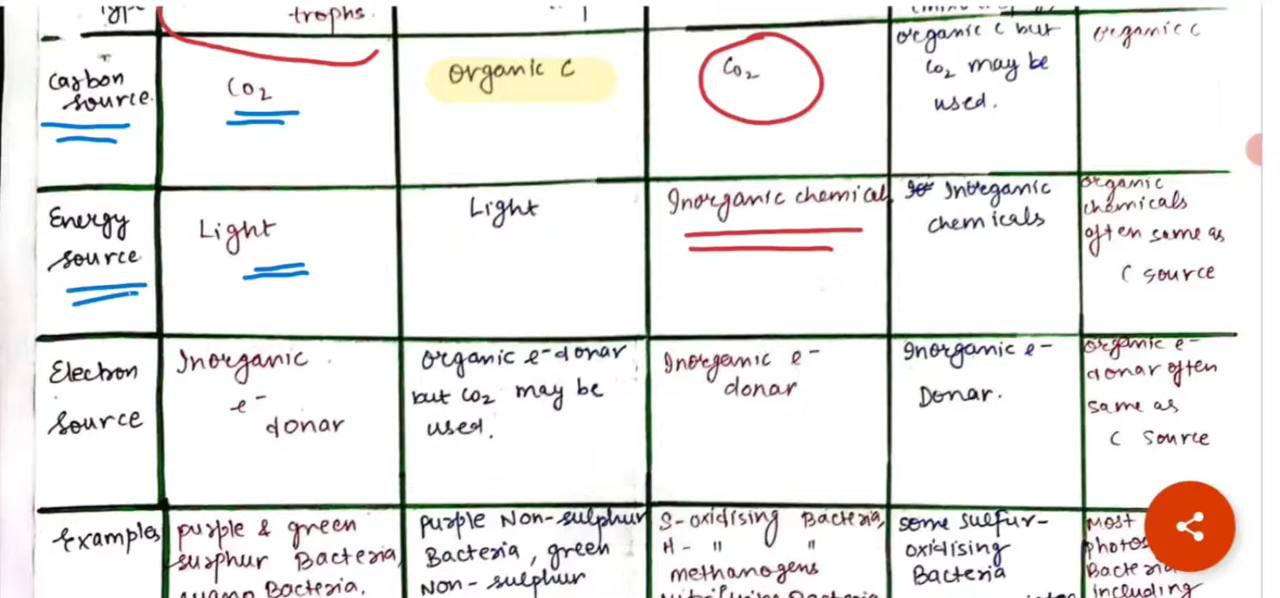 Type
trophs.
Carbon
source.
CO2
Organic C
CO2
organic C but
CO2 may be
used.
organic C
Energy
source
Light
Light
Inorganic chemical
Inorganic
chemicals
organic
chemicals
often same as
C source
Electron
Source
Inorganic
e-
donar
organic e-donar
but CO2 may be
used.
Inorganic e-
donar
Inorganic e-
Donar.
organic e-
donar often
same as
C Source
Examples
purple & green
sulphur Bacteria,
Bacteria.
purple Non-sulphur
Bacteria, green
Non-sulphur
S-oxidising Bacteria,
H- " "
methanogens
some sulfur-
oxidising
Bacteria
Most
including